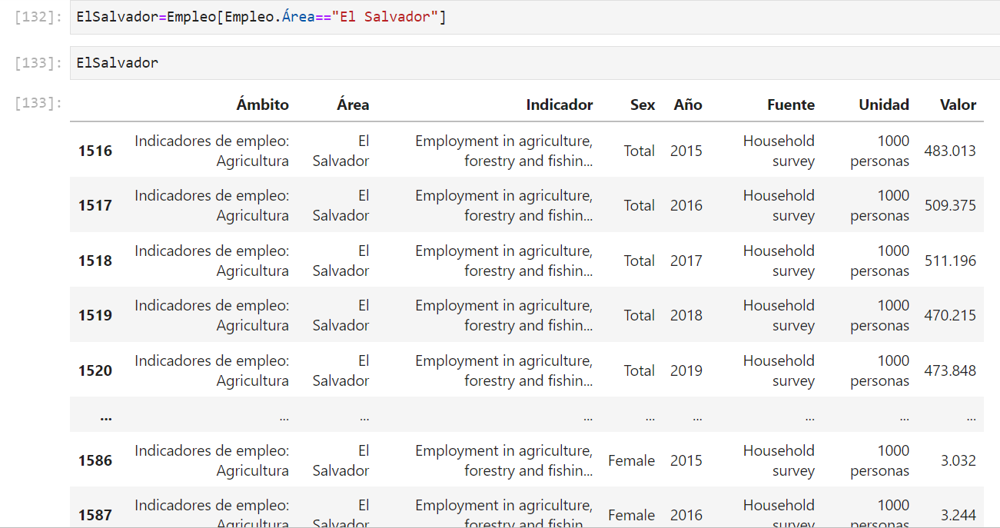 [132]: ElSalvador=Empleo[Empleo.Área=="El Salvador"]
[133]: ElSalvador
[133]:
Ámbito Área Indicador Sex Año Fuente Unidad Valor
1516 Indicadores de empleo: Agricultura El Salvador Employment in agriculture, forestry and fishin... Total 2015 Household survey 1000 personas 483.013
1517 Indicadores de empleo: Agricultura El Salvador Employment in agriculture, forestry and fishin... Total 2016 Household survey 1000 personas 509.375
1518 Indicadores de empleo: Agricultura El Salvador Employment in agriculture, forestry and fishin... Total 2017 Household survey 1000 personas 511.196
1519 Indicadores de empleo: Agricultura El Salvador Employment in agriculture, forestry and fishin... Total 2018 Household survey 1000 personas 470.215
1520 Indicadores de empleo: Agricultura El Salvador Employment in agriculture, forestry and fishin... Total 2019 Household survey 1000 personas 473.848
... ... ... ... ... ... ... ... ...
1586 Indicadores de empleo: Agricultura El Salvador Employment in agriculture, forestry and fishin... Female 2015 Household survey 1000 personas 3.032
1587 Indicadores de empleo: Agricultura El Salvador Employment in agriculture, forestry and fishin Female 2016 Household survey 1000 personas 3.244